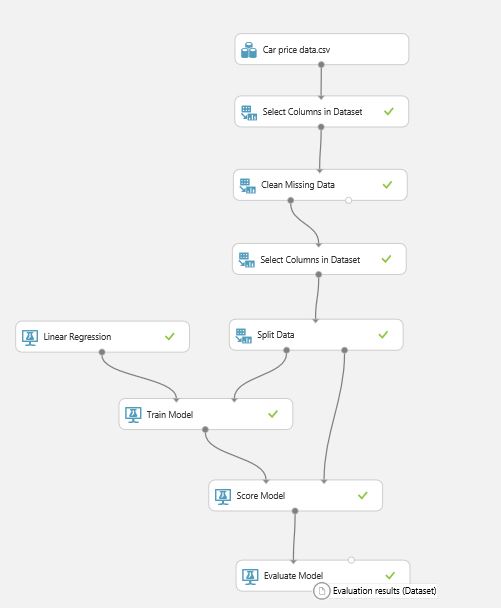 Car price data.csv
Select Columns in Dataset
Clean Missing Data
Select Columns in Dataset
Linear Regression
Split Data
Train Model
Score Model
Evaluate Model
Evaluation results (Dataset)